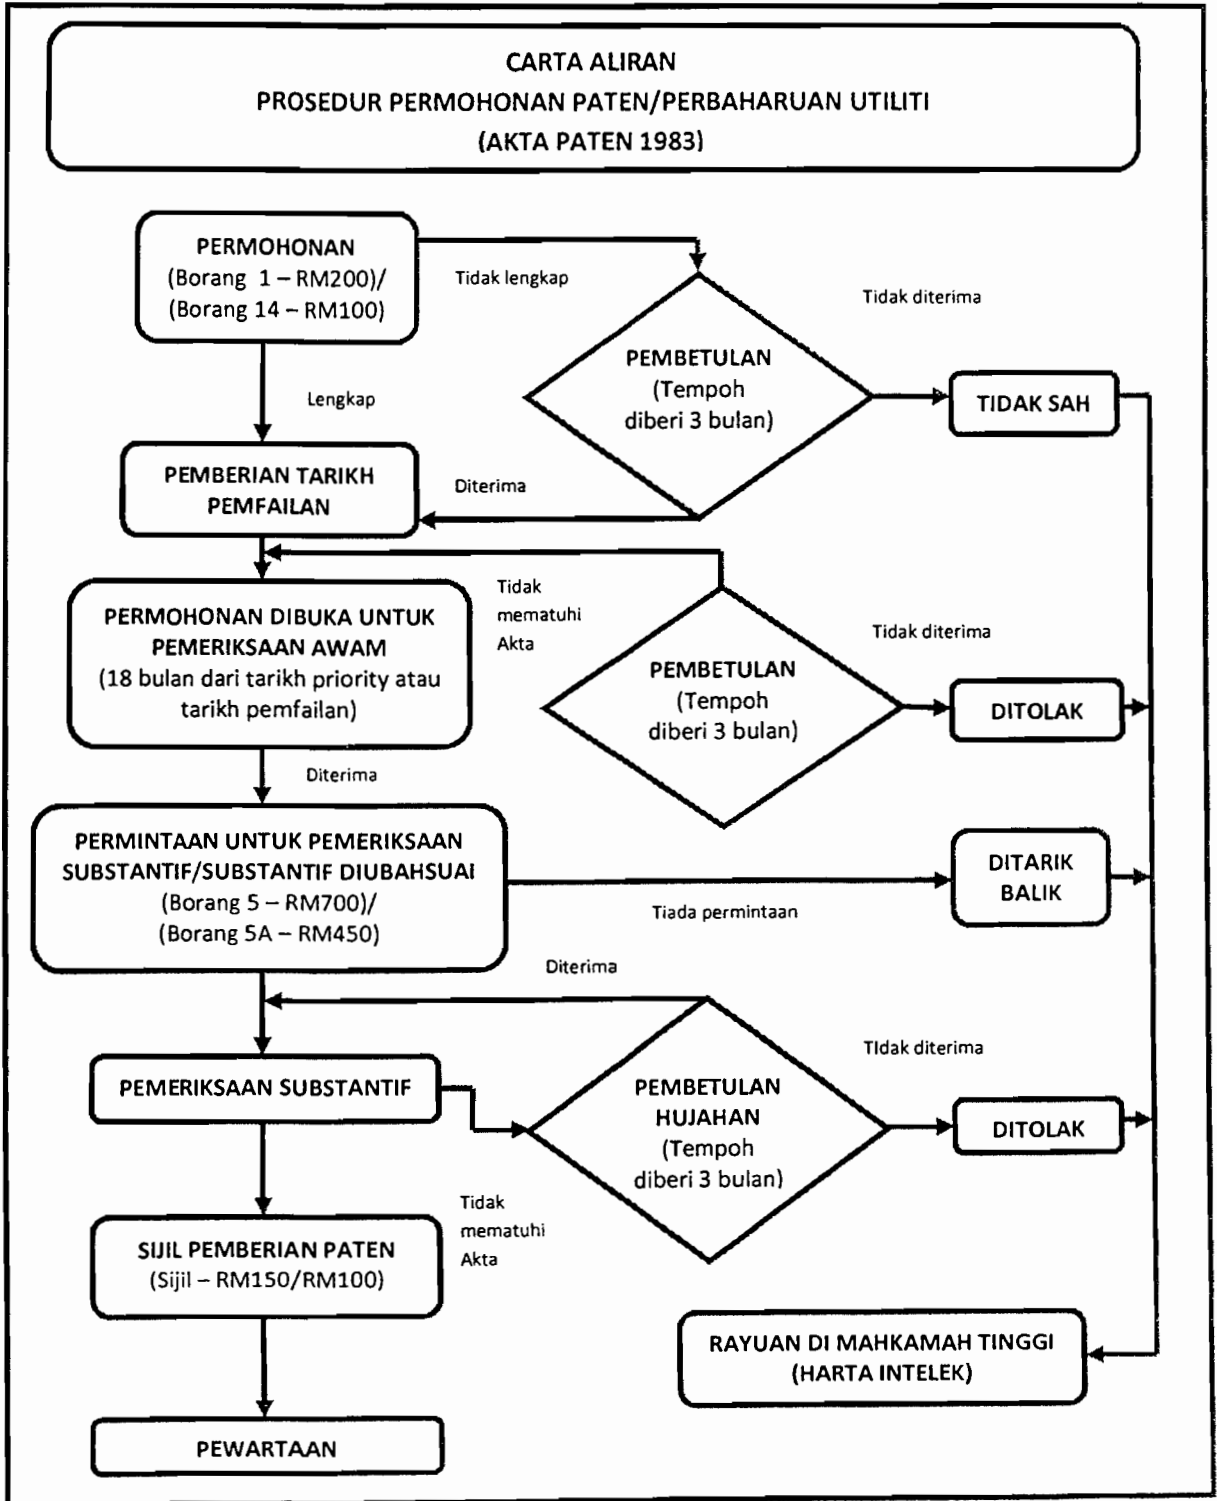 CARTA ALIRAN
PROSEDUR PERMOHONAN PATEN/PERBAHARUAN UTILITI
(AKTA PATEN 1983)
PERMOHONAN
(Borang 1 – RM200)/
(Borang 14 – RM100)
Tidak lengkap
Tidak diterima
PEMBETULAN
(Tempoh
diberi 3 bulan)
TIDAK SAH
Lengkap
PEMBERIAN TARIKH
PEMFAILAN
Diterima
PERMOHONAN DIBUKA UNTUK
PEMERIKSAAN AWAM
(18 bulan dari tarikh priority atau
tarikh pemfailan)
Tidak
mematuhi
Akta
Tidak diterima
PEMBETULAN
(Tempoh
diberi 3 bulan)
DITOLAK
Diterima
PERMINTAAN UNTUK PEMERIKSAAN
SUBSTANTIF/SUBSTANTIF DIUBAHSUAI
(Borang 5 – RM700)/
(Borang 5A – RM450)
Tiada permintaan
DITARIK
BALIK
Diterima
TIdak diterima
PEMERIKSAAN SUBSTANTIF
PEMBETULAN
HUJAHAN
(Tempoh
diberi 3 bulan)
DITOLAK
Tidak
mematuhi
Akta
SIJIL PEMBERIAN PATEN
(Sijil – RM150/RM100)
RAYUAN DI MAHKAMAH TINGGI
(HARTA INTELEK)
PEWARTAAN